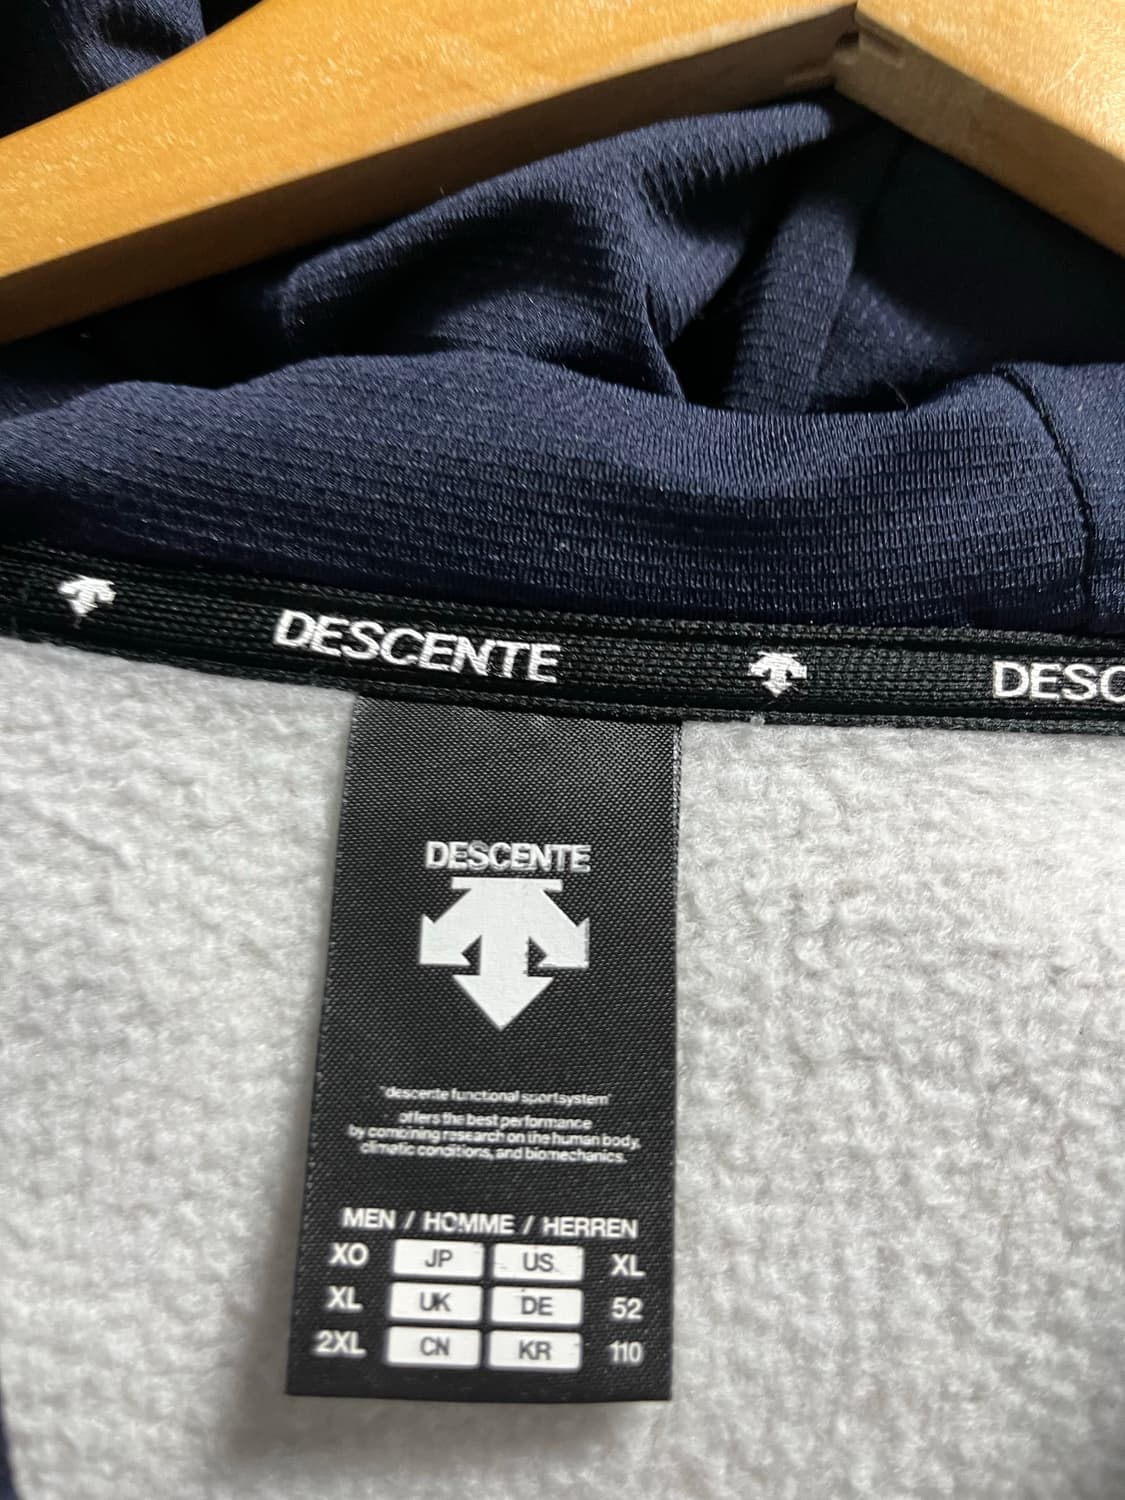 DESCENTE DESC
DESCENTE
"descente functional sportsystem"
offers the best performance
by combining research on the human body,
climatic conditions, and biomechanics.
MEN / HOMME / HERREN
XO JP US XL
XL UK DE 52
2XL CN KR 110